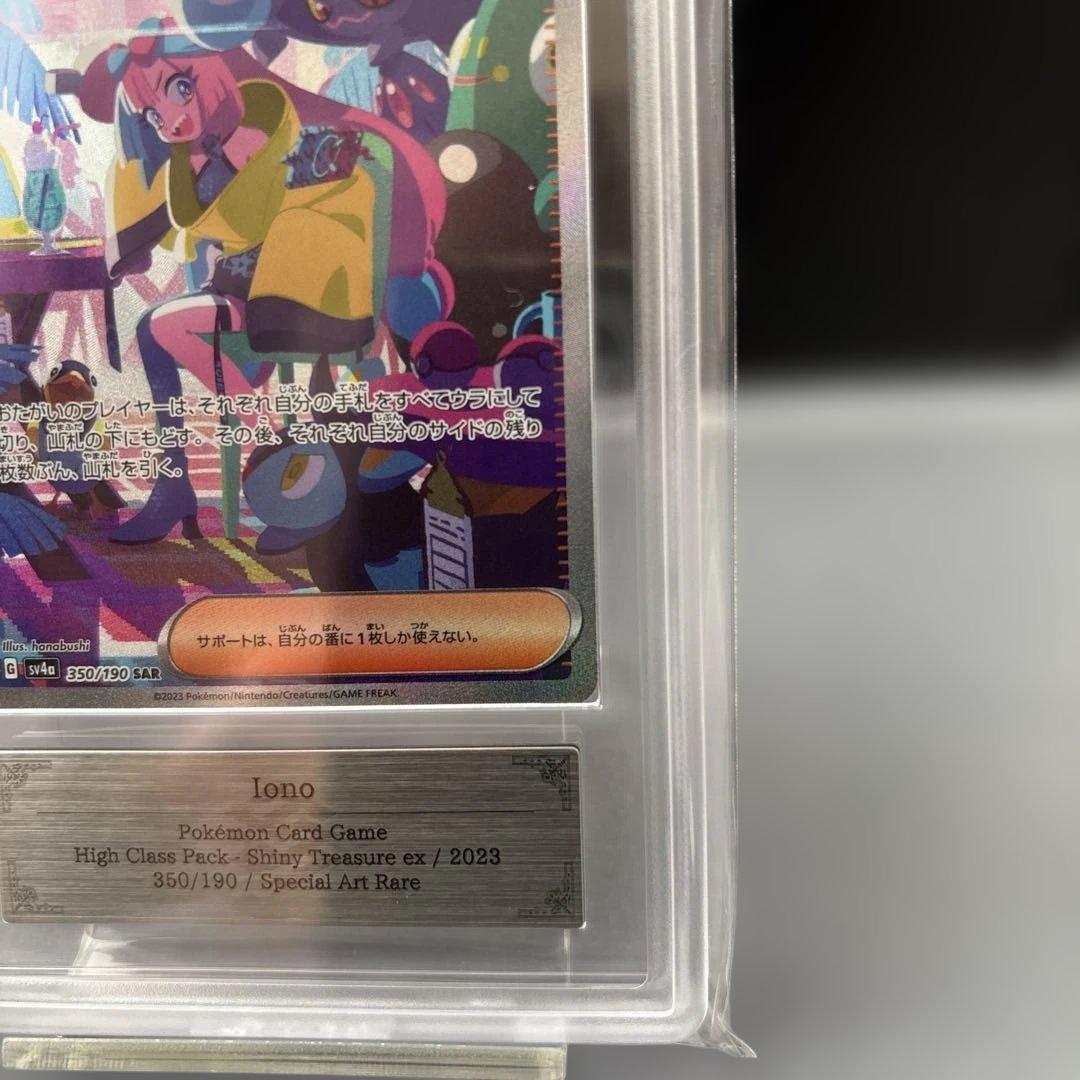 おたがいのプレイヤーは、それぞれ自分の手札をすべてウラにして
切り、山札の下にもどす。その後、それぞれ自分のサイドの残り
枚数ぶん、山札を引く。
サポートは、自分の番に1枚しか使えない。
Illus. hanabushi
G sv4a 350/190 SAR
©2023 Pokémon/Nintendo/Creatures/GAME FREAK
Iono
Pokémon Card Game
High Class Pack - Shiny Treasure ex / 2023
350/190 / Special Art Rare